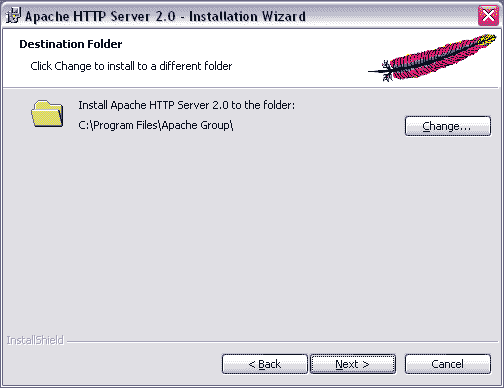 Apache HTTP Server 2.0 - Installation Wizard
Destination Folder
Click Change to install to a different folder
Install Apache HTTP Server 2.0 to the folder:
C:\Program Files\Apache Group\
Change...
InstallShield
< Back
Next >
Cancel